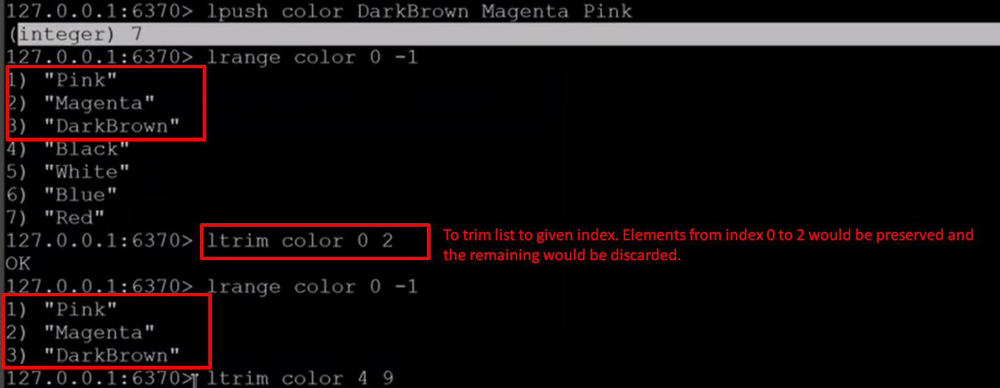 127.0.0.1:6370> lpush color DarkBrown Magenta Pink
(integer) 7
127.0.0.1:6370> lrange color 0 -1
1) "Pink"
2) "Magenta"
3) "DarkBrown"
4) "Black"
5) "White"
6) "Blue"
7) "Red"
127.0.0.1:6370> ltrim color 0 2
To trim list to given index. Elements from index 0 to 2 would be preserved and
the remaining would be discarded.
OK
127.0.0.1:6370> lrange color 0 -1
1) "Pink"
2) "Magenta"
3) "DarkBrown"
127.0.0.1:6370> ltrim color 4 9